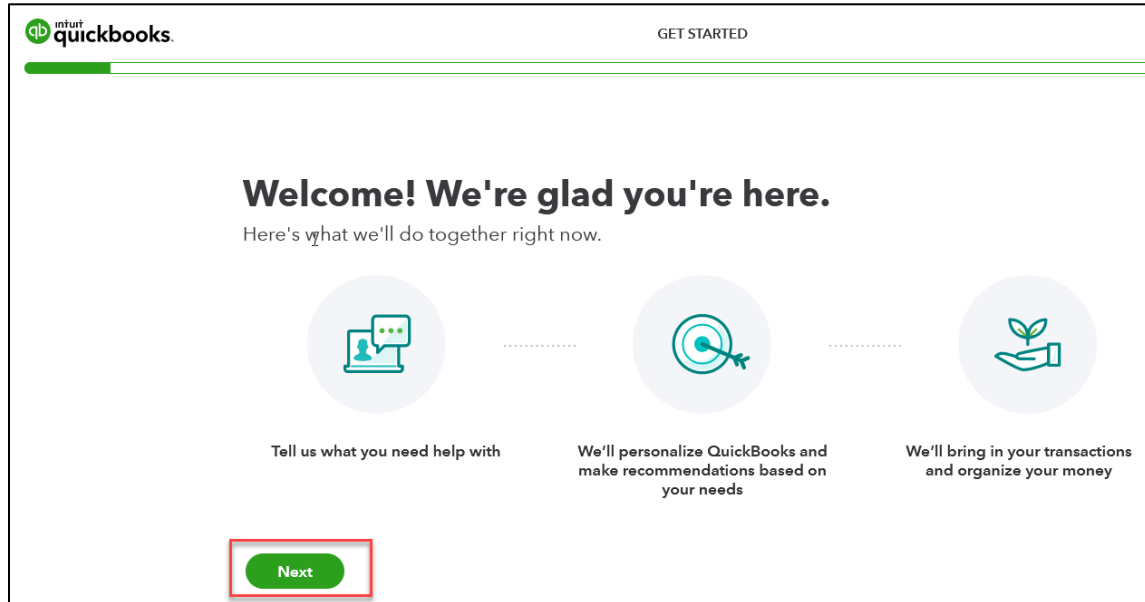 qb intuit
quickbooks.
GET STARTED
Welcome! We're glad you're here.
Here's what we'll do together right now.
Tell us what you need help with
We'll personalize QuickBooks and
make recommendations based on
your needs
We'll bring in your transactions
and organize your money
Next